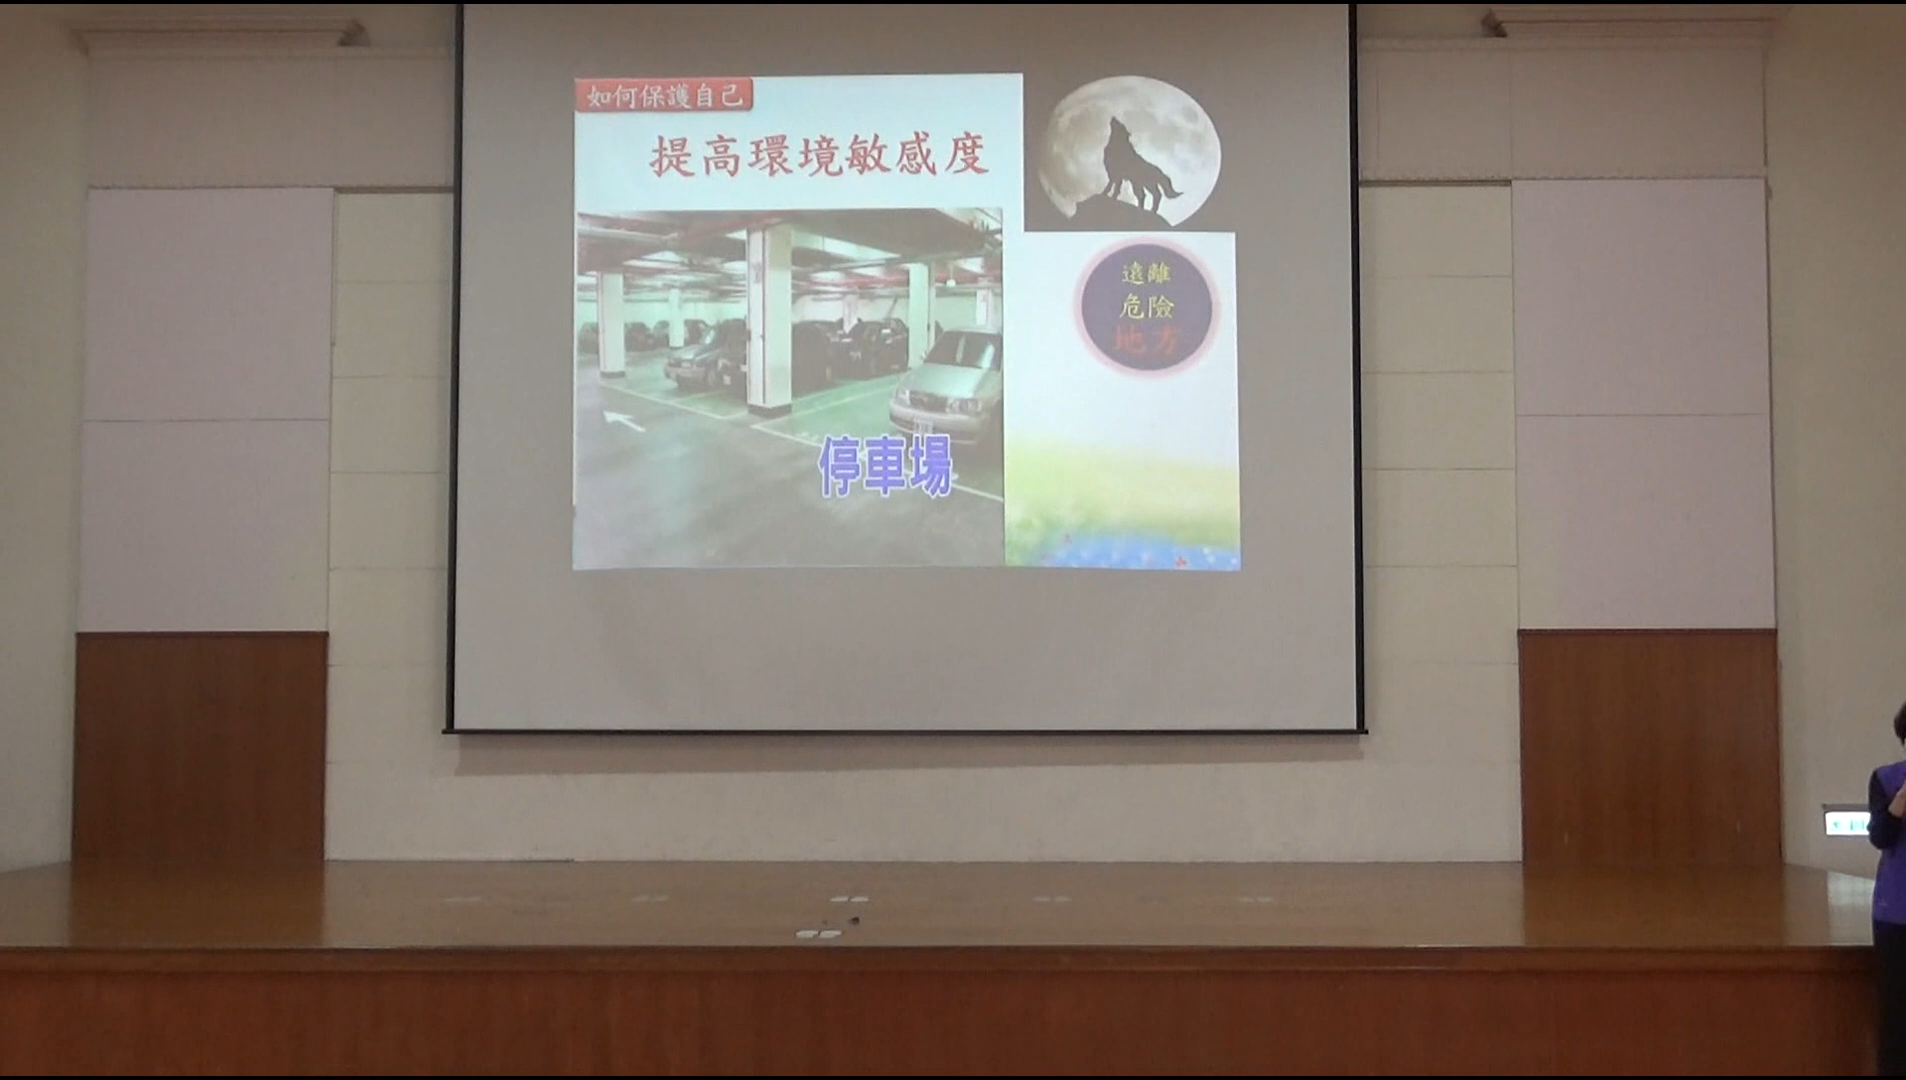 如何保護自己
提高環境敏感度
遠離
危險
地方
停車場